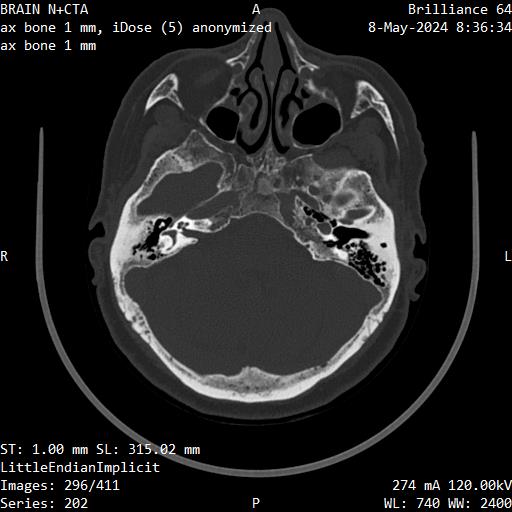 BRAIN N+CTA A Brilliance 64
ax bone 1 mm, iDose (5) anonymized 8-May-2024 8:36:34
ax bone 1 mm
R L
ST: 1.00 mm SL: 315.02 mm
LittleEndianImplicit
Images: 296/411 274 mA 120.00kV
Series: 202 P WL: 740 WW: 2400